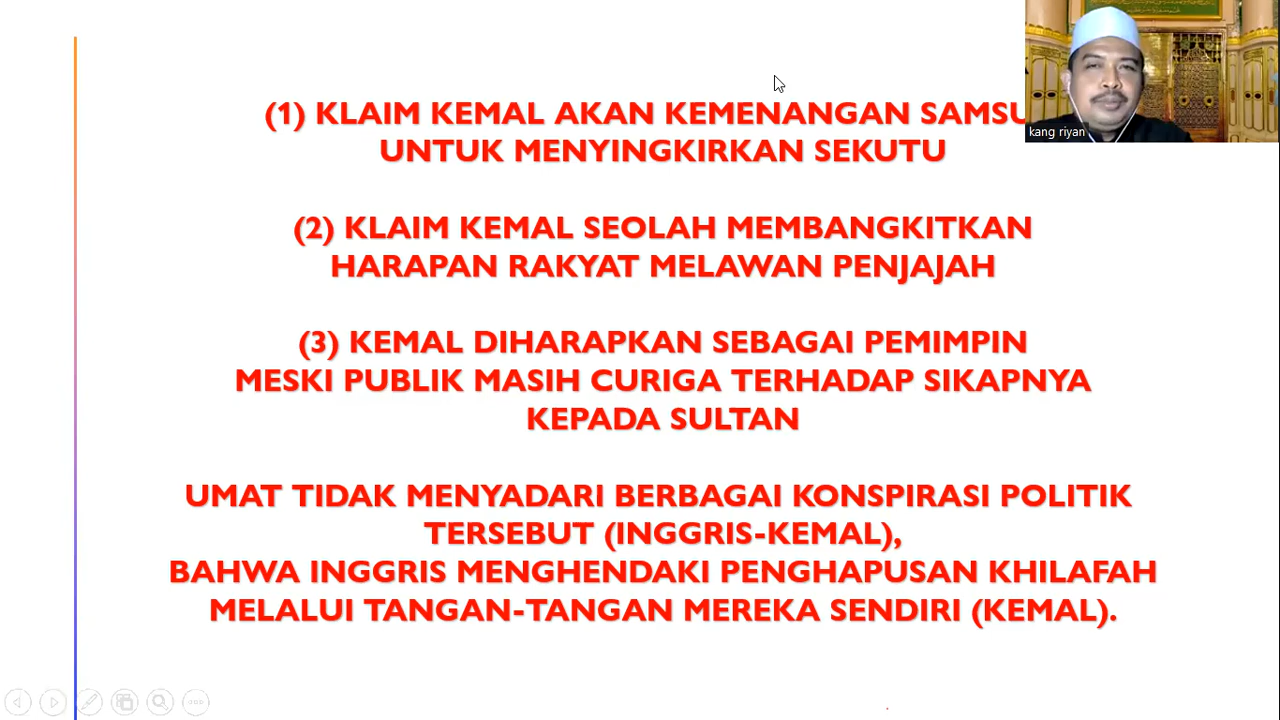 (1) KLAIM KEMAL AKAN KEMENANGAN
UNTUK MENYINGKIRKAN SEKUTU
(2) KLAIM KEMAL SEOLAH MEMBANGKITKAN
HARAPAN RAKYAT MELAWAN PENJAJAH
(3) KEMAL DIHARAPKAN SEBAGAI PEMIMPIN
MESKI PUBLIK MASIH CURIGA TERHADAP SIKAPNYA
KEPADA SULTAN
UMAT TIDAK MENYADARI BERBAGAI KONSPIRASI POLITIK
TERSEBUT (INGGRIS-KEMAL),
BAHWA INGGRIS MENGHENDAKI PENGHAPUSAN KHILAFAH
MELALUI TANGAN-TANGAN MEREKA SENDIRI (KEMAL).
kang riyan